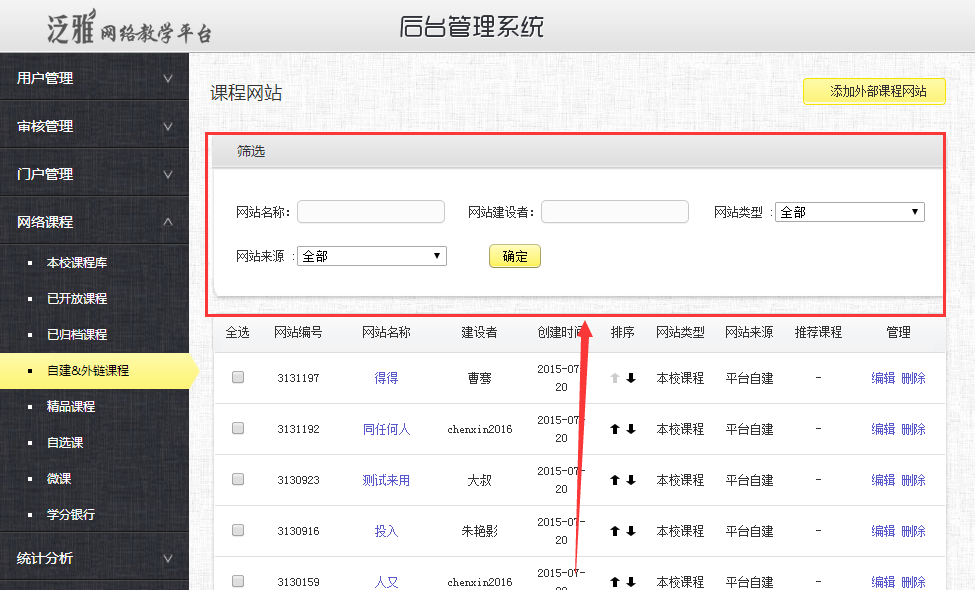 泛雅 网络教学平台
后台管理系统
用户管理
审核管理
门户管理
网络课程
本校课程库
已开放课程
已归档课程
自建&外链课程
精品课程
自选课
微课
学分银行
统计分析
课程网站
添加外部课程网站
筛选
网站名称： 网站建设者： 网站类型 ：全部
网站来源 ：全部 确定
全选 网站编号 网站名称 建设者 创建时间 排序 网站类型 网站来源 推荐课程 管理
3131197 得得 曹骞 2015-07-20 本校课程 平台自建 - 编辑 删除
3131192 同任何人 chenxin2016 2015-07-20 本校课程 平台自建 - 编辑 删除
3130923 测试来用 大叔 2015-07-20 本校课程 平台自建 - 编辑 删除
3130916 投入 朱艳影 2015-07-20 本校课程 平台自建 - 编辑 删除
3130159 人又 chenxin2016 2015-07- 本校课程 平台自建 - 编辑 删除